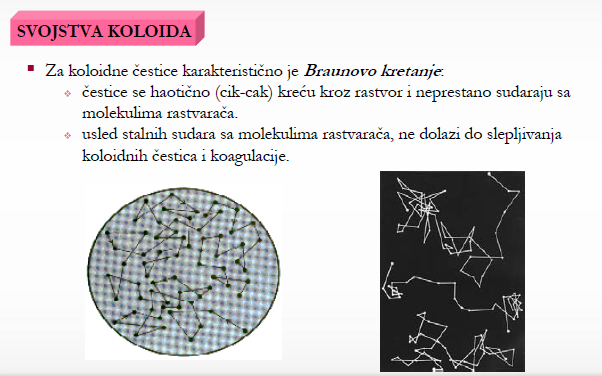 SVOJSTVA KOLOIDA
Za koloidne čestice karakteristično je Braunovo kretanje:
čestice se haotično (cik-cak) kreću kroz rastvor i neprestano sudaraju sa
molekulima rastvarača.
usled stalnih sudara sa molekulima rastvarača, ne dolazi do slepljivanja
koloidnih čestica i koagulacije.